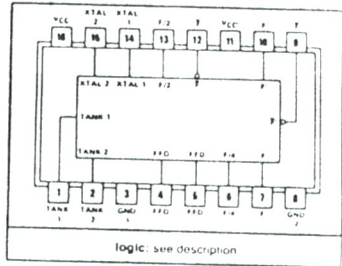 VCC XTAL 2 XTAL 1 F/2 F̅ VCC' F F̅
16 15 14 13 12 11 10 9
XTAL 2 XTAL 1 F/2 F̅ F
F̅
TANK 1
TANK 2 FFQ FFD F/4 F
1 2 3 4 5 6 7 8
TANK 1 TANK 2 GND 1 FFQ FFD F/4 F GND 2
logic: see description